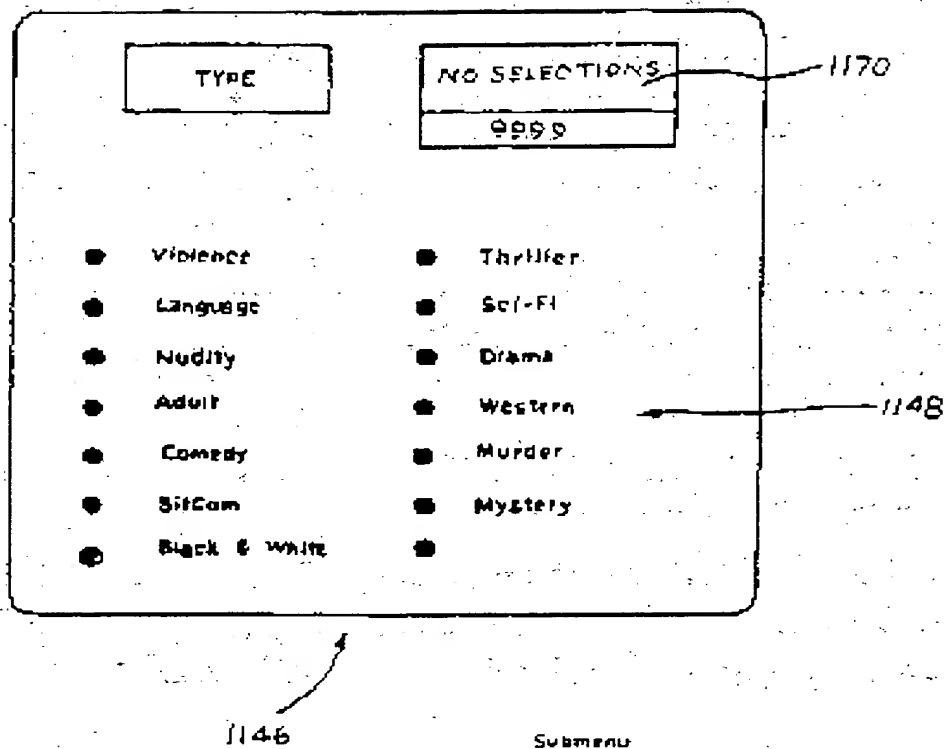 TYPE
NO SELECTIONS
9999
1170
Violence
Thriller
Language
Sci-Fi
Nudity
Drama
Adult
Western
1148
Comedy
Murder
SitCom
Mystery
Black & White
1146
Submenu